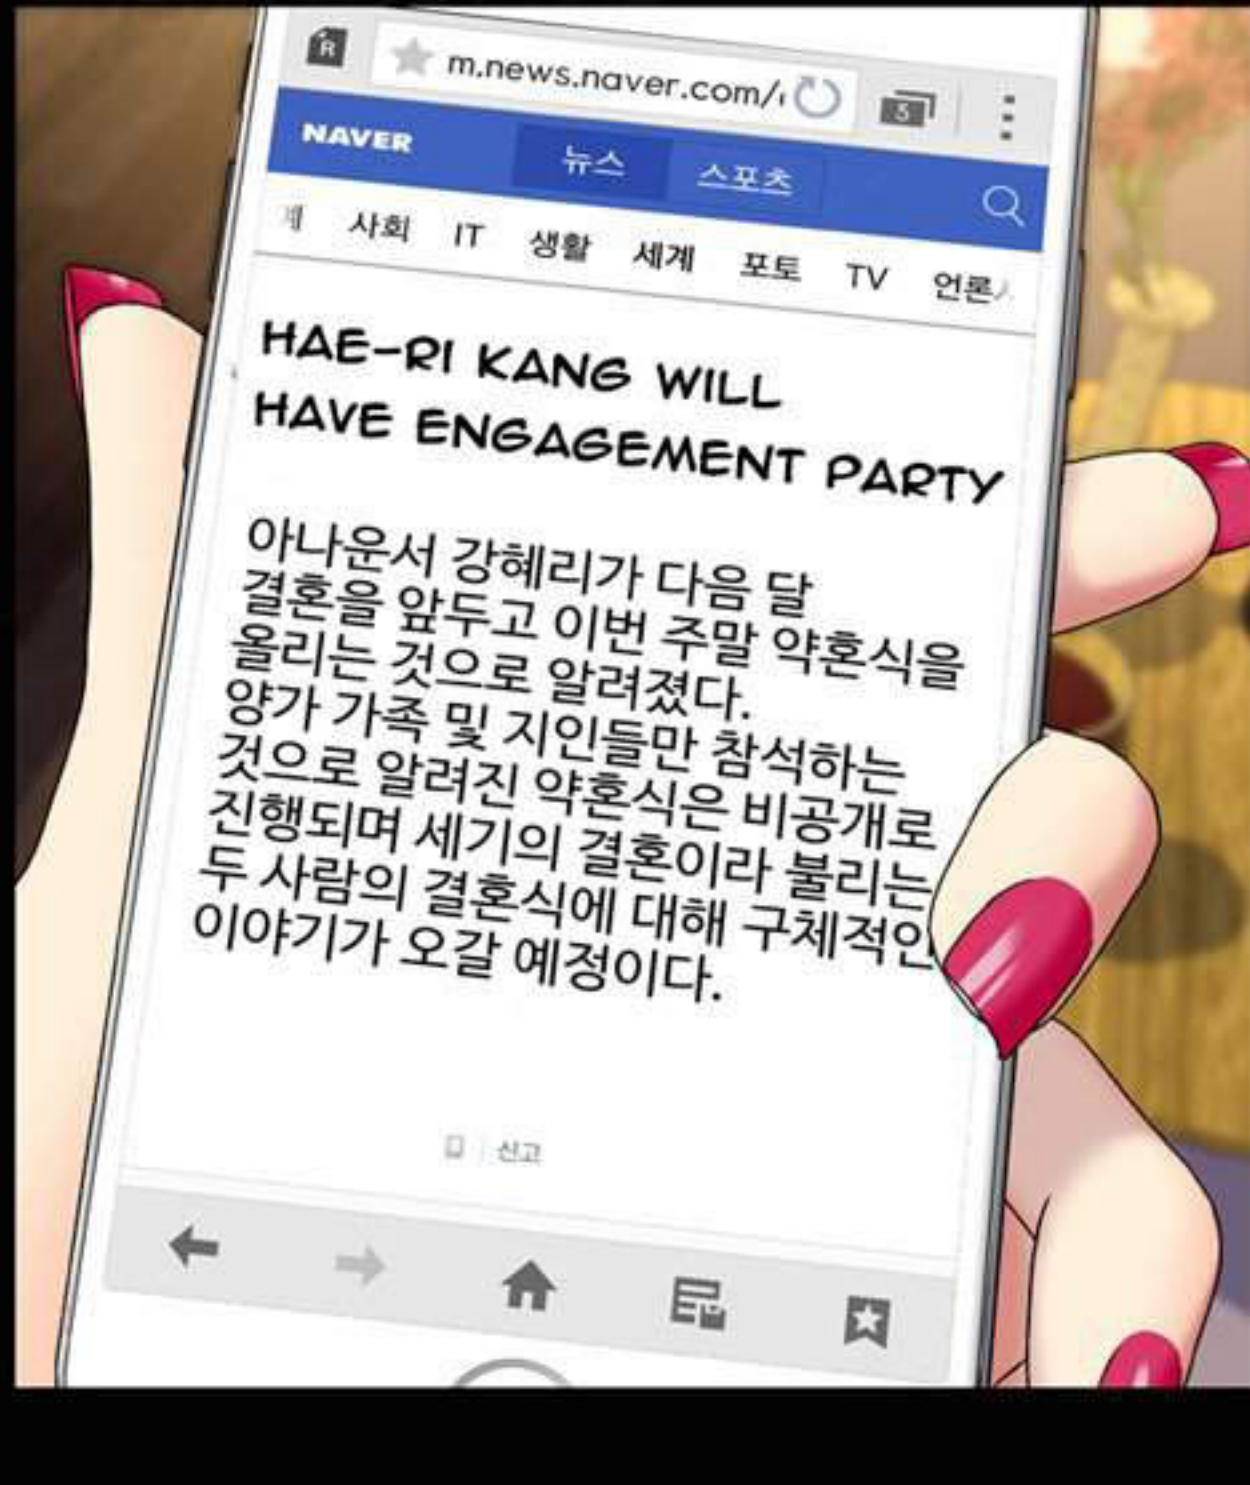 R
m.news.naver.com/
3
NAVER 뉴스 스포츠
사회 IT 생활 세계 포토 TV 언론
HAE-RI KANG WILL
HAVE ENGAGEMENT PARTY
아나운서 강혜리가 다음 달
결혼을 앞두고 이번 주말 약혼식을
올리는 것으로 알려졌다.
양가 가족 및 지인들만 참석하는
것으로 알려진 약혼식은 비공개로
진행되며 세기의 결혼이라 불리는
두 사람의 결혼식에 대해 구체적인
이야기가 오갈 예정이다.
신고